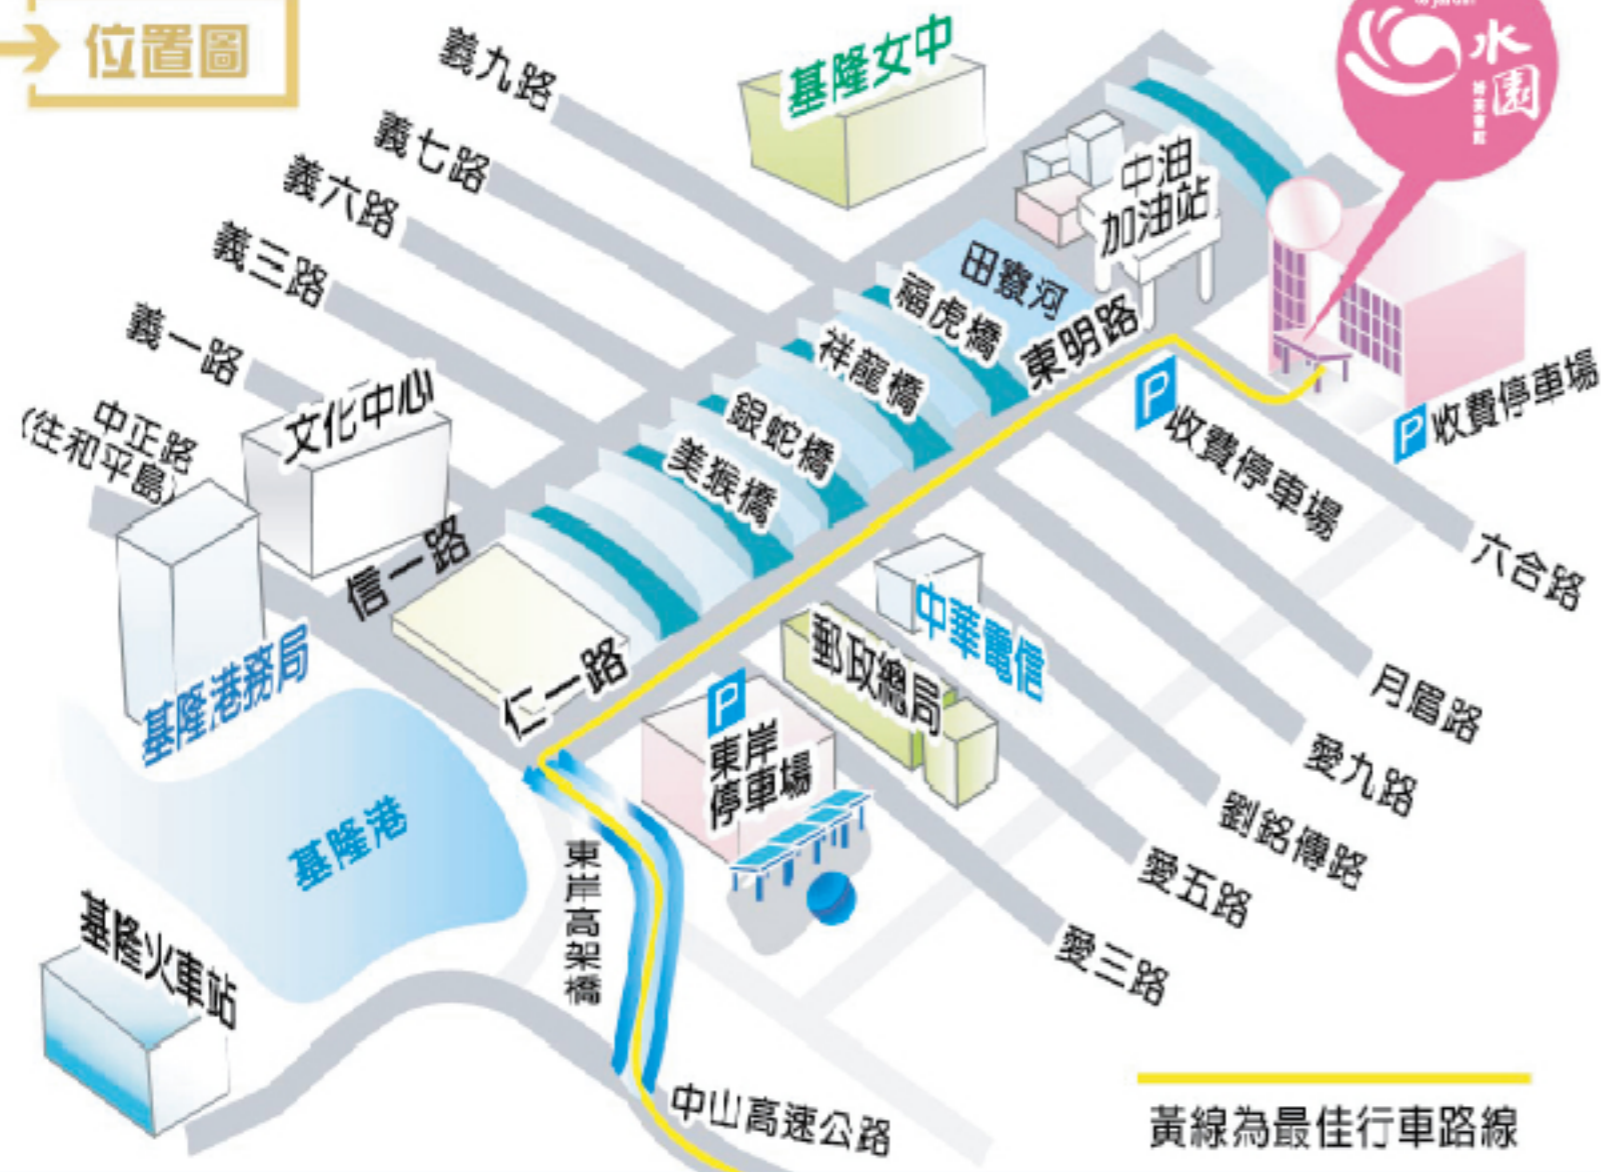 位置圖
水園
義九路
基隆女中
義七路
義六路
中油
加油站
義三路
田寮河
福虎橋
義一路
祥龍橋
東明路
文化中心
銀蛇橋
P 收費停車場
P 收費停車場
中正路
(往和平島)
美猴橋
信一路
六合路
中華電信
基隆港務局
仁一路
郵政總局
月眉路
P
東岸
停車場
愛九路
基隆港
劉銘傳路
東岸高架橋
愛五路
基隆火車站
愛三路
中山高速公路
黃線為最佳行車路線